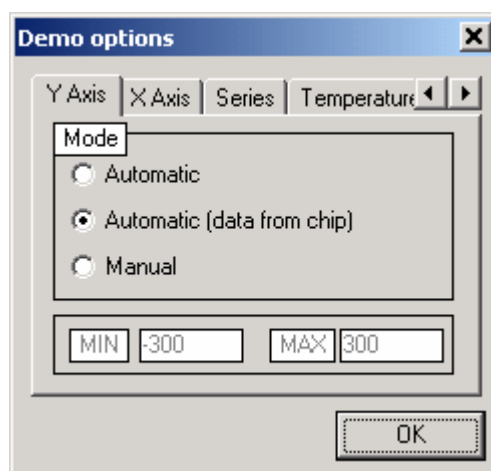 Demo options
Y Axis X Axis Series Temperature
Mode
Automatic
Automatic (data from chip)
Manual
MIN -300 MAX 300
OK